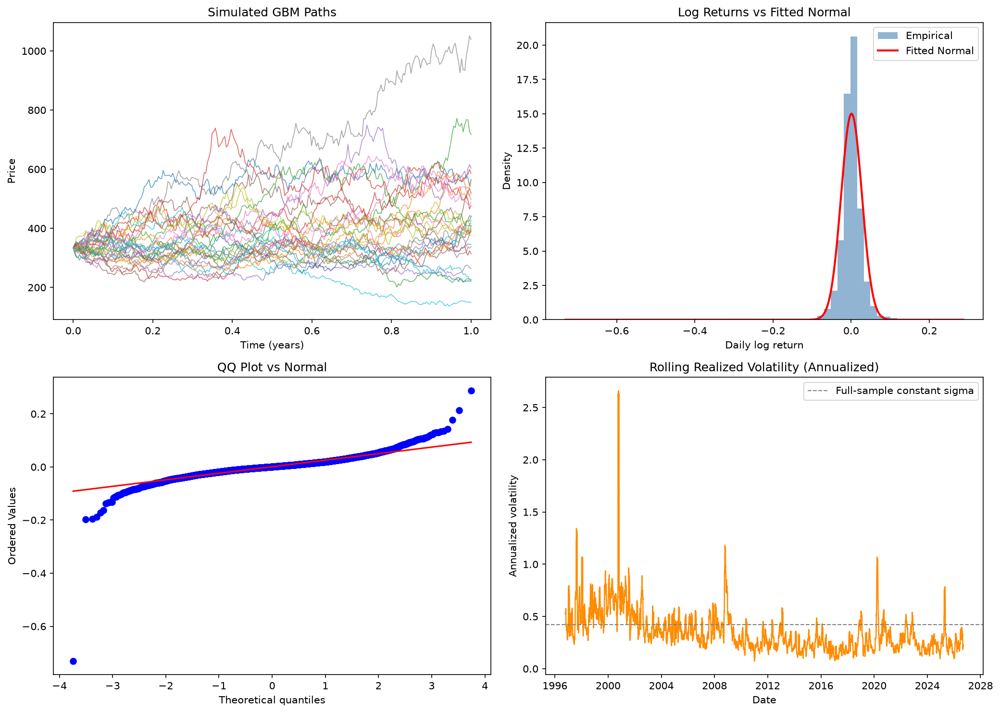 Simulated GBM Paths
Price
1000
800
600
400
200
0.0 0.2 0.4 0.6 0.8 1.0
Time (years)
Log Returns vs Fitted Normal
Empirical
Fitted Normal
Density
20.0
17.5
15.0
12.5
10.0
7.5
5.0
2.5
0.0
−0.6 −0.4 −0.2 0.0 0.2
Daily log return
QQ Plot vs Normal
Ordered Values
0.2
0.0
−0.2
−0.4
−0.6
−4 −3 −2 −1 0 1 2 3 4
Theoretical quantiles
Rolling Realized Volatility (Annualized)
Full-sample constant sigma
Annualized volatility
2.5
2.0
1.5
1.0
0.5
0.0
1996 2000 2004 2008 2012 2016 2020 2024 2028
Date